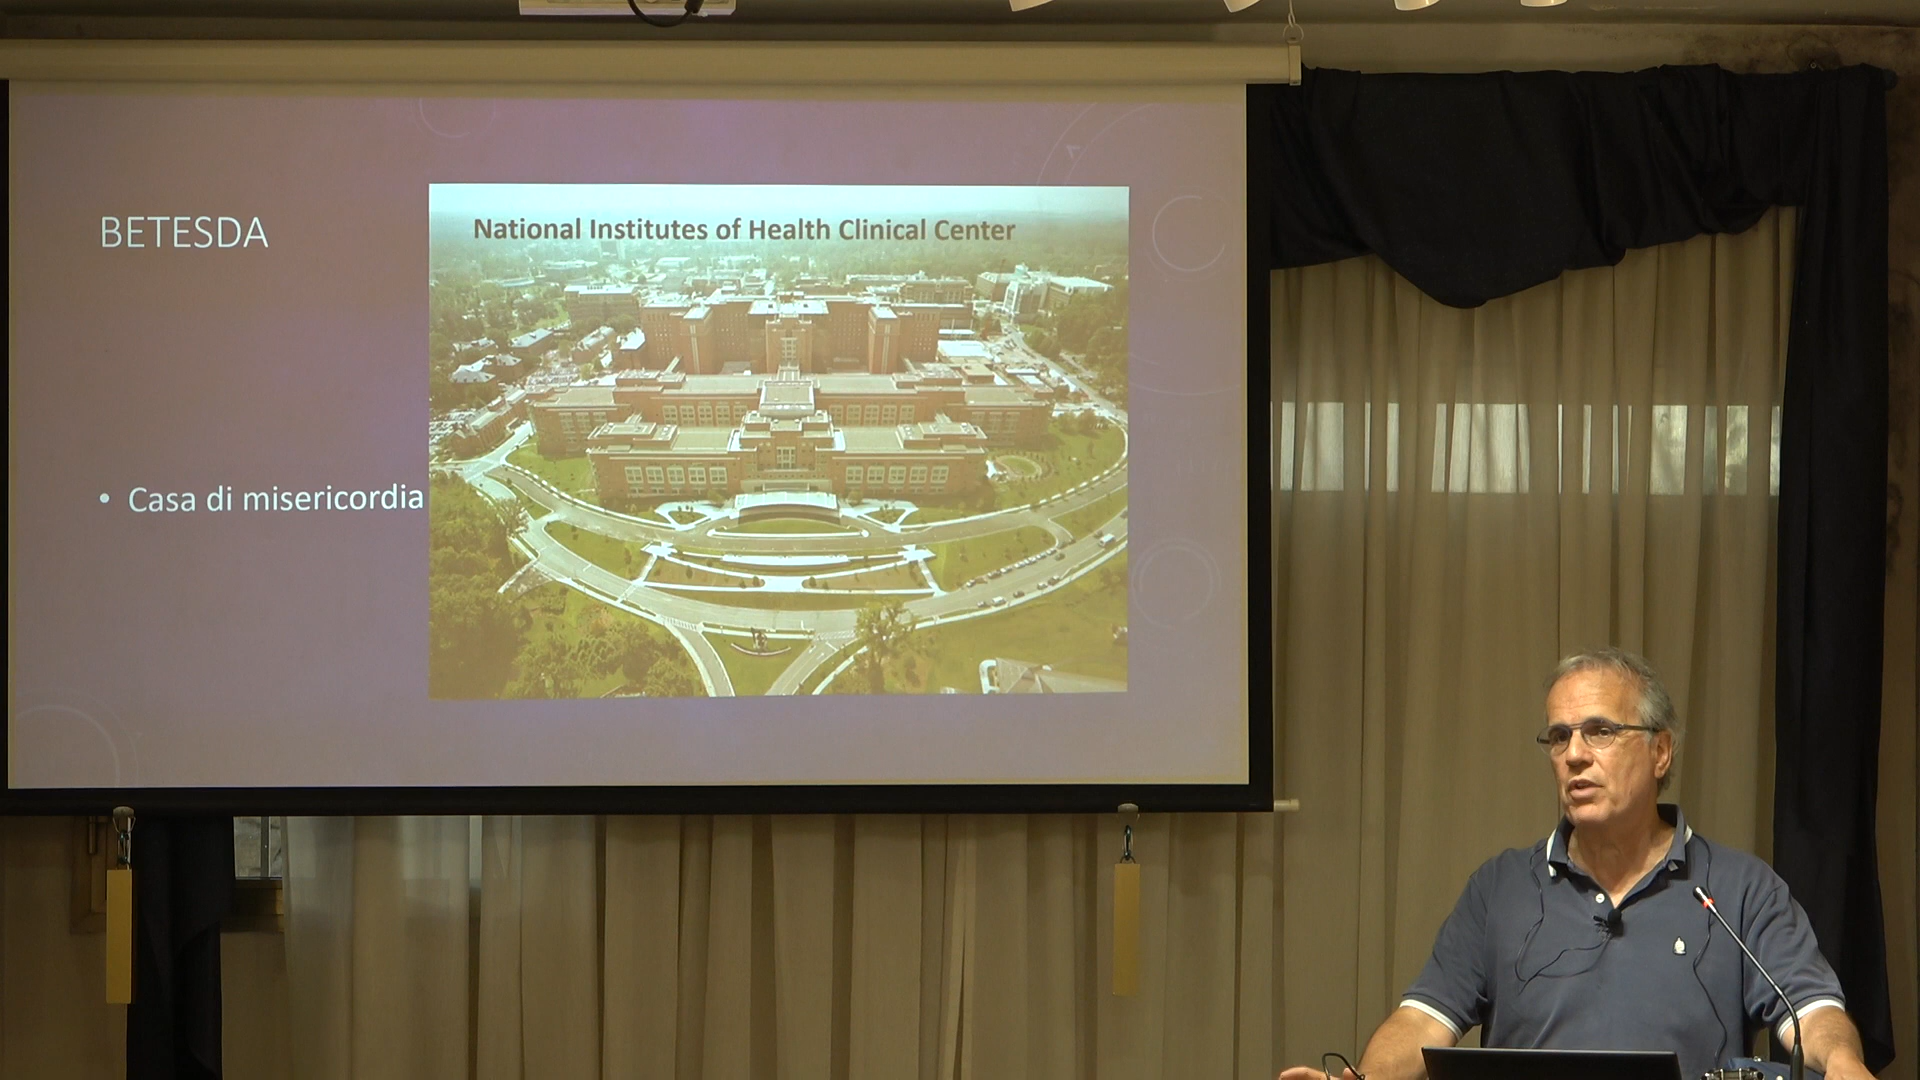 BETESDA
National Institutes of Health Clinical Center
• Casa di misericordia